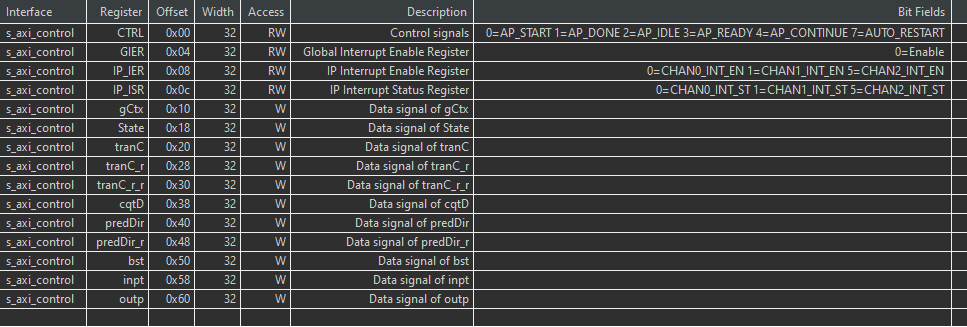 Interface Register Offset Width Access Description Bit Fields
s_axi_control CTRL 0x00 32 RW Control signals 0=AP_START 1=AP_DONE 2=AP_IDLE 3=AP_READY 4=AP_CONTINUE 7=AUTO_RESTART
s_axi_control GIER 0x04 32 RW Global Interrupt Enable Register 0=Enable
s_axi_control IP_IER 0x08 32 RW IP Interrupt Enable Register 0=CHAN0_INT_EN 1=CHAN1_INT_EN 5=CHAN2_INT_EN
s_axi_control IP_ISR 0x0c 32 RW IP Interrupt Status Register 0=CHAN0_INT_ST 1=CHAN1_INT_ST 5=CHAN2_INT_ST
s_axi_control gCtx 0x10 32 W Data signal of gCtx
s_axi_control State 0x18 32 W Data signal of State
s_axi_control tranC 0x20 32 W Data signal of tranC
s_axi_control tranC_r 0x28 32 W Data signal of tranC_r
s_axi_control tranC_r_r 0x30 32 W Data signal of tranC_r_r
s_axi_control cqtD 0x38 32 W Data signal of cqtD
s_axi_control predDir 0x40 32 W Data signal of predDir
s_axi_control predDir_r 0x48 32 W Data signal of predDir_r
s_axi_control bst 0x50 32 W Data signal of bst
s_axi_control inpt 0x58 32 W Data signal of inpt
s_axi_control outp 0x60 32 W Data signal of outp